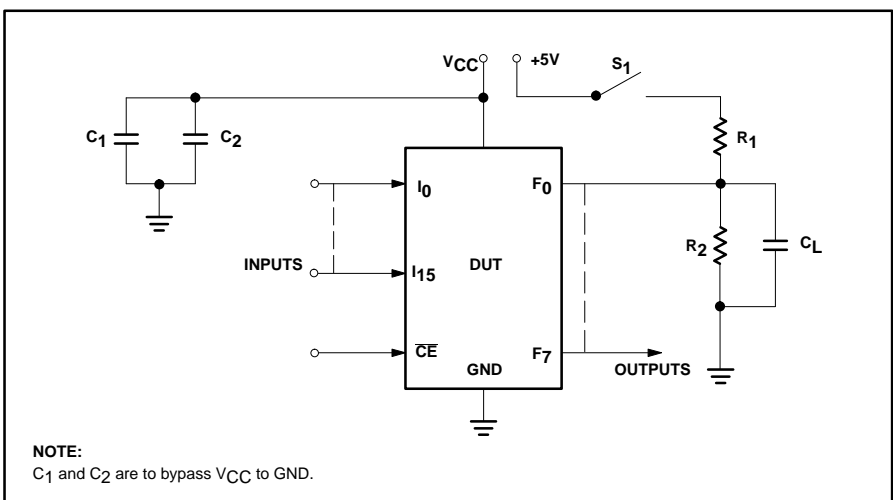 VCC
+5V
S1
C1
C2
R1
I0
F0
R2
CL
INPUTS
I15
DUT
CE
F7
GND
OUTPUTS
NOTE:
C1 and C2 are to bypass VCC to GND.